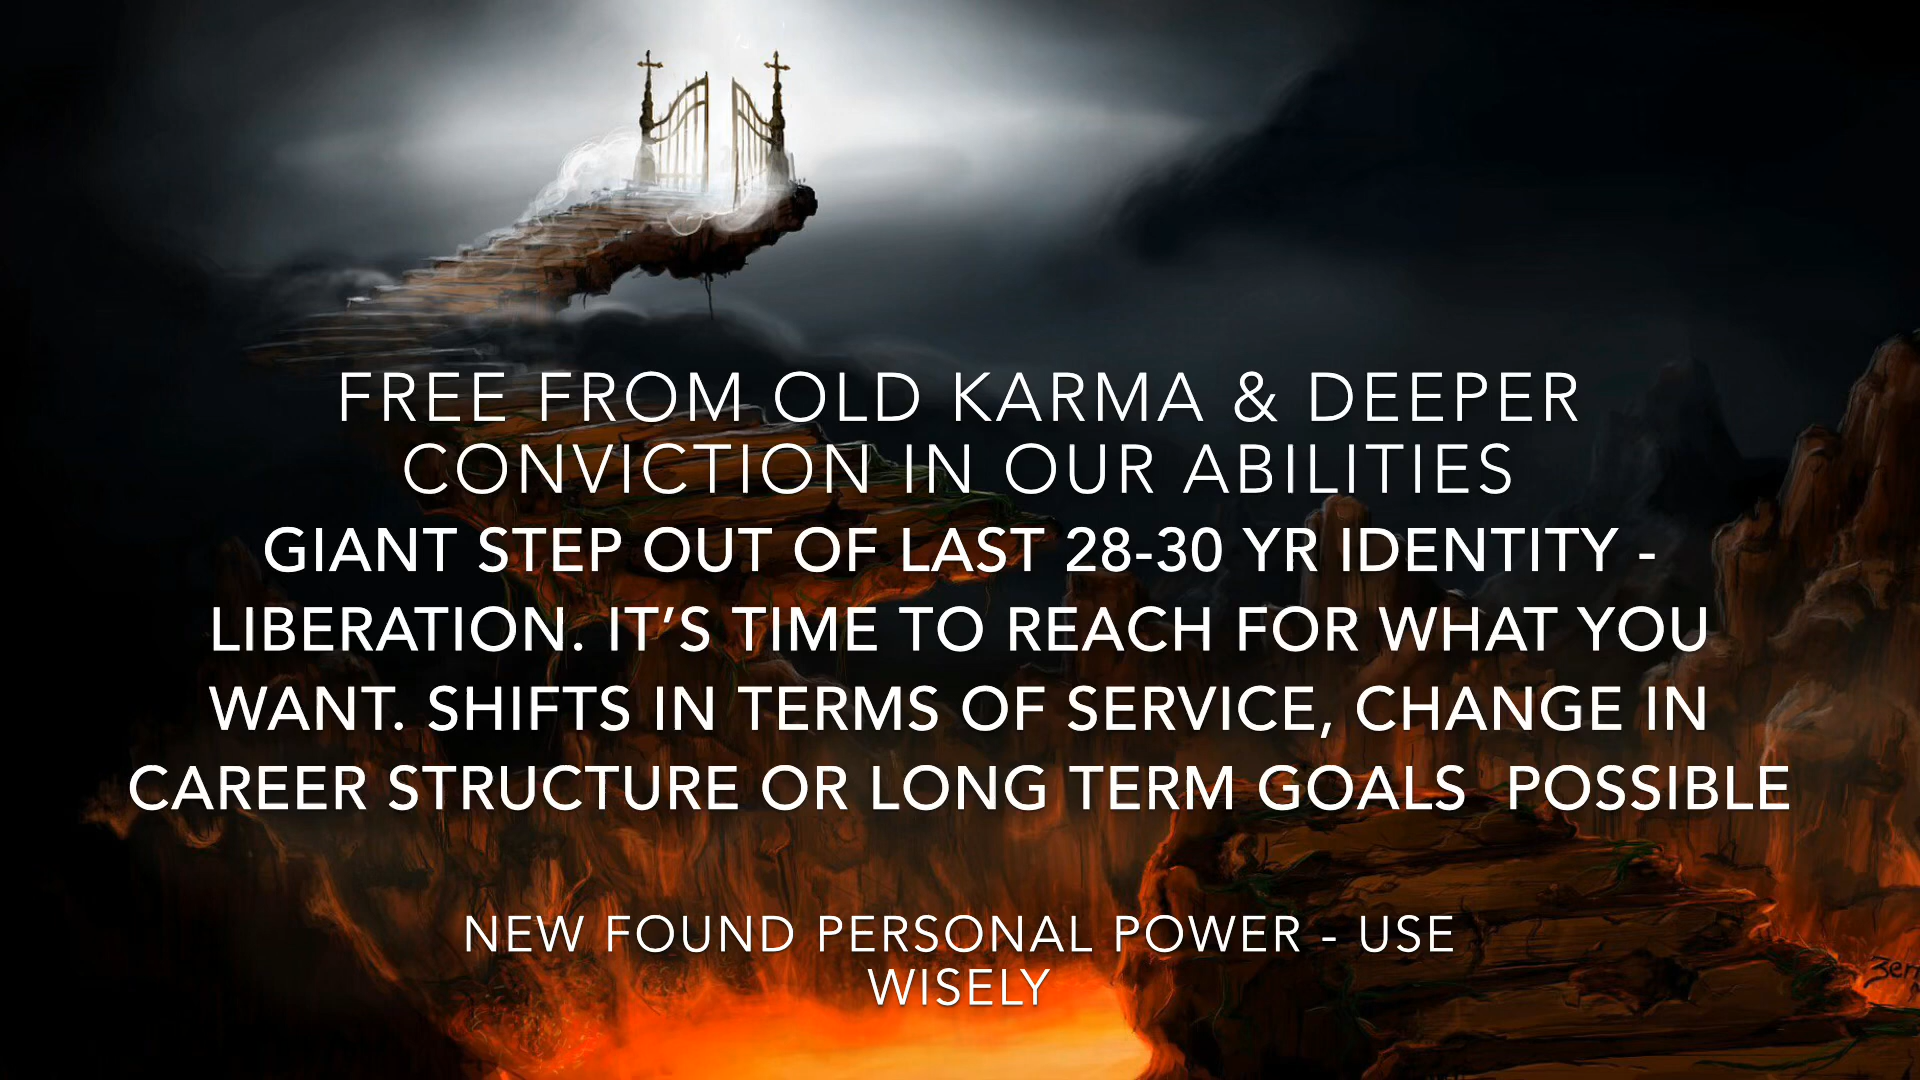 FREE FROM OLD KARMA & DEEPER
CONVICTION IN OUR ABILITIES
GIANT STEP OUT OF LAST 28-30 YR IDENTITY -
LIBERATION. IT’S TIME TO REACH FOR WHAT YOU
WANT. SHIFTS IN TERMS OF SERVICE, CHANGE IN
CAREER STRUCTURE OR LONG TERM GOALS  POSSIBLE
NEW FOUND PERSONAL POWER - USE
WISELY